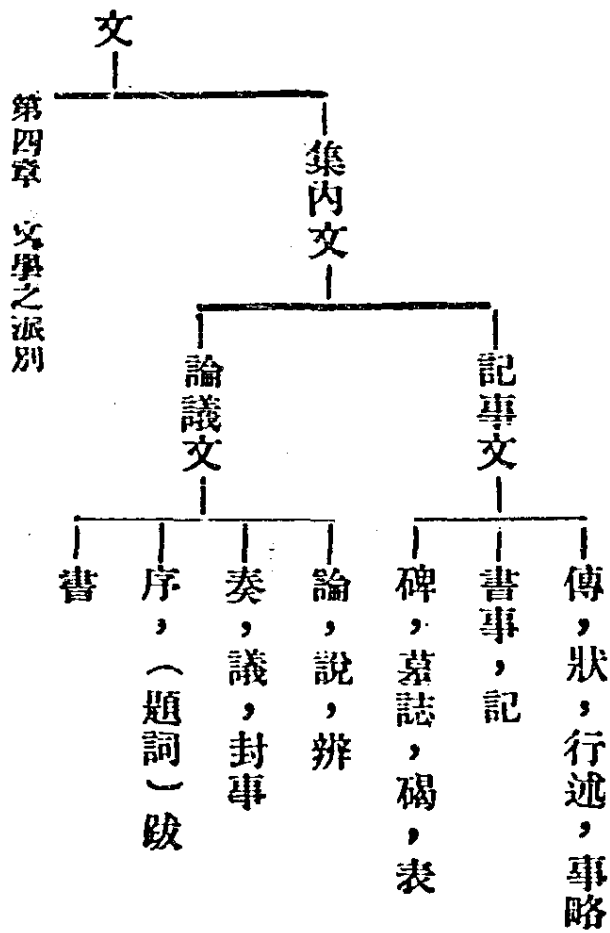 文
集內文
記事文
傳,狀,行述,事略
書事,記
碑,墓誌,碣,表
論議文
論,說,辨
奏,議,封事
序,(題詞)跋
書
第四章 文學之派別